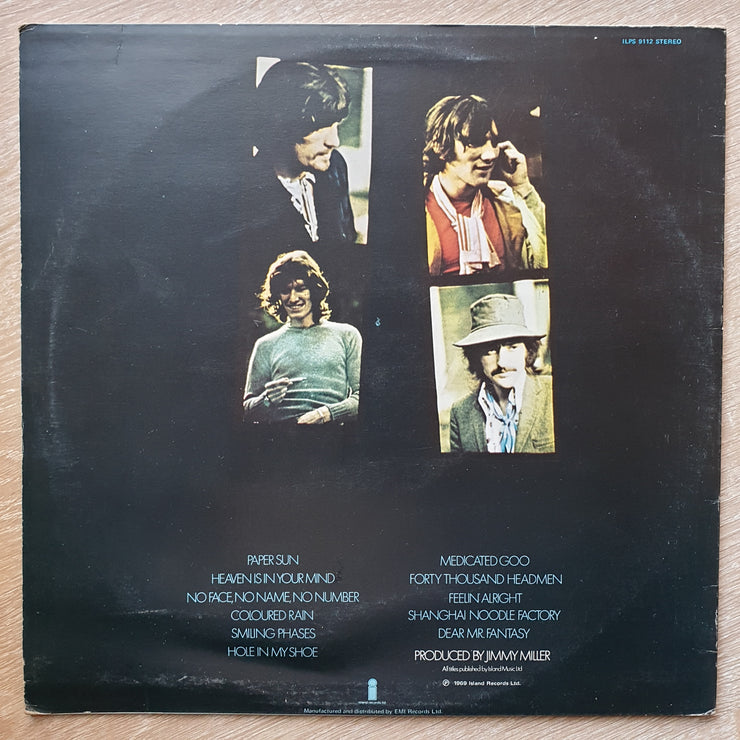 ILPS 9112 STEREO
PAPER SUN
HEAVEN IS IN YOUR MIND
NO FACE, NO NAME, NO NUMBER
COLOURED RAIN
SMILING PHASES
HOLE IN MY SHOE
MEDICATED GOO
FORTY THOUSAND HEADMEN
FEELIN' ALRIGHT
SHANGHAI NOODLE FACTORY
DEAR MR. FANTASY
PRODUCED BY JIMMY MILLER
All titles published by Island Music Ltd
℗ 1969 Island Records Ltd.
i
island records ltd
Manufactured and distributed by EMI Records Ltd.